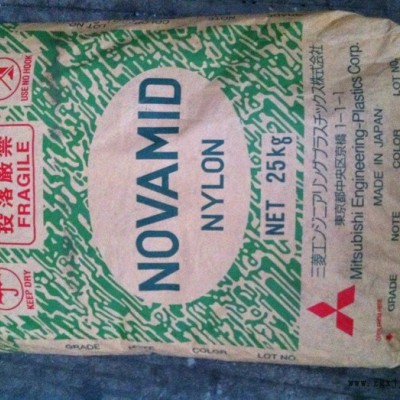 KEEP DRY
投落厳禁
FRAGILE
USE NO HOOK
NOVAMID
NYLON
NET 25kg
三菱エンジニアリングプラスチックス株式会社
東京都中央区京橋1-1-1
Mitsubishi Engineering-Plastics Corp.
MADE IN JAPAN
GRADE NOTE COLOR LOT NO.
GRADE COLOR LOT NO.
LOT NO.